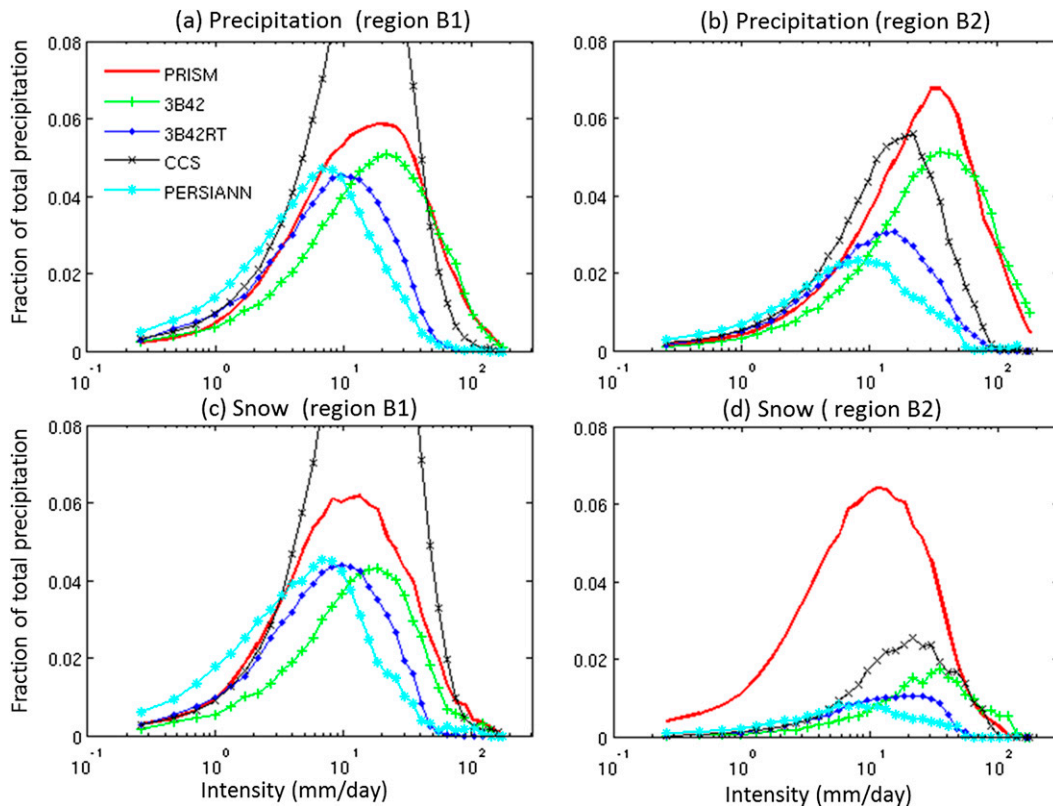 (a) Precipitation (region B1)
(b) Precipitation (region B2)
Fraction of total precipitation
0.08
0.06
0.04
0.02
0
PRISM
3B42
3B42RT
CCS
PERSIANN
10^-1
10^0
10^1
10^2
0.08
0.06
0.04
0.02
0
10^-1
10^0
10^1
10^2
(c) Snow (region B1)
(d) Snow ( region B2)
Fraction of total precipitation
0.08
0.06
0.04
0.02
0
10^-1
10^0
10^1
10^2
Intensity (mm/day)
0.08
0.06
0.04
0.02
0
10^-1
10^0
10^1
10^2
Intensity (mm/day)